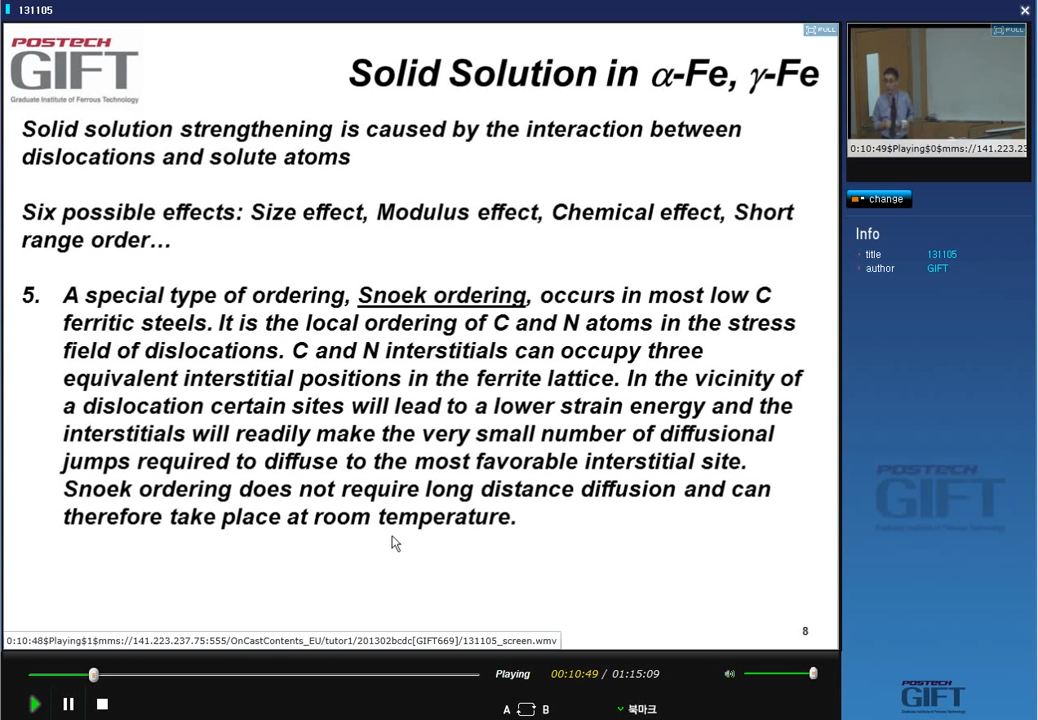 131105
FULL
POSTECH
GIFT
Graduate Institute of Ferrous Technology
Solid Solution in α-Fe, γ-Fe
Solid solution strengthening is caused by the interaction between
dislocations and solute atoms
Six possible effects: Size effect, Modulus effect, Chemical effect, Short
range order…
5. A special type of ordering, Snoek ordering, occurs in most low C
ferritic steels. It is the local ordering of C and N atoms in the stress
field of dislocations. C and N interstitials can occupy three
equivalent interstitial positions in the ferrite lattice. In the vicinity of
a dislocation certain sites will lead to a lower strain energy and the
interstitials will readily make the very small number of diffusional
jumps required to diffuse to the most favorable interstitial site.
Snoek ordering does not require long distance diffusion and can
therefore take place at room temperature.
8
0:10:48$Playing$1$mms://141.223.237.75:555/OnCastContents_EU/tutor1/201302bcdc[GIFT669]/131105_screen.wmv
Playing 00:10:49 / 01:15:09
A B 북마크
FULL
0:10:49$Playing$0$mms://141.223.23
change
Info
title 131105
author GIFT
POSTECH
GIFT
POSTECH
GIFT